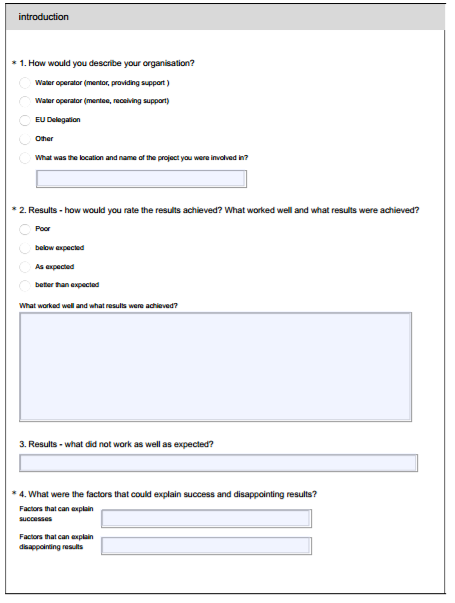 introduction
* 1. How would you describe your organisation?
Water operator (mentor, providing support )
Water operator (mentee, receiving support)
EU Delegation
Other
What was the location and name of the project you were involved in?
* 2. Results - how would you rate the results achieved? What worked well and what results were achieved?
Poor
below expected
As expected
better than expected
What worked well and what results were achieved?
3. Results - what did not work as well as expected?
* 4. What were the factors that could explain success and disappointing results?
Factors that can explain
successes
Factors that can explain
disappointing results